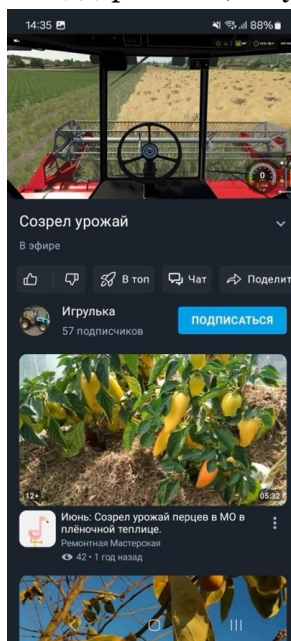 14:35
88%
0
Созрел урожай
В эфире
В топ
Чат
Поделит
Игрулька
57 подписчиков
ПОДПИСАТЬСЯ
12+
05:32
Июнь: Созрел урожай перцев в МО в
плёночной теплице.
Ремонтная Мастерская
42 • 1 год назад